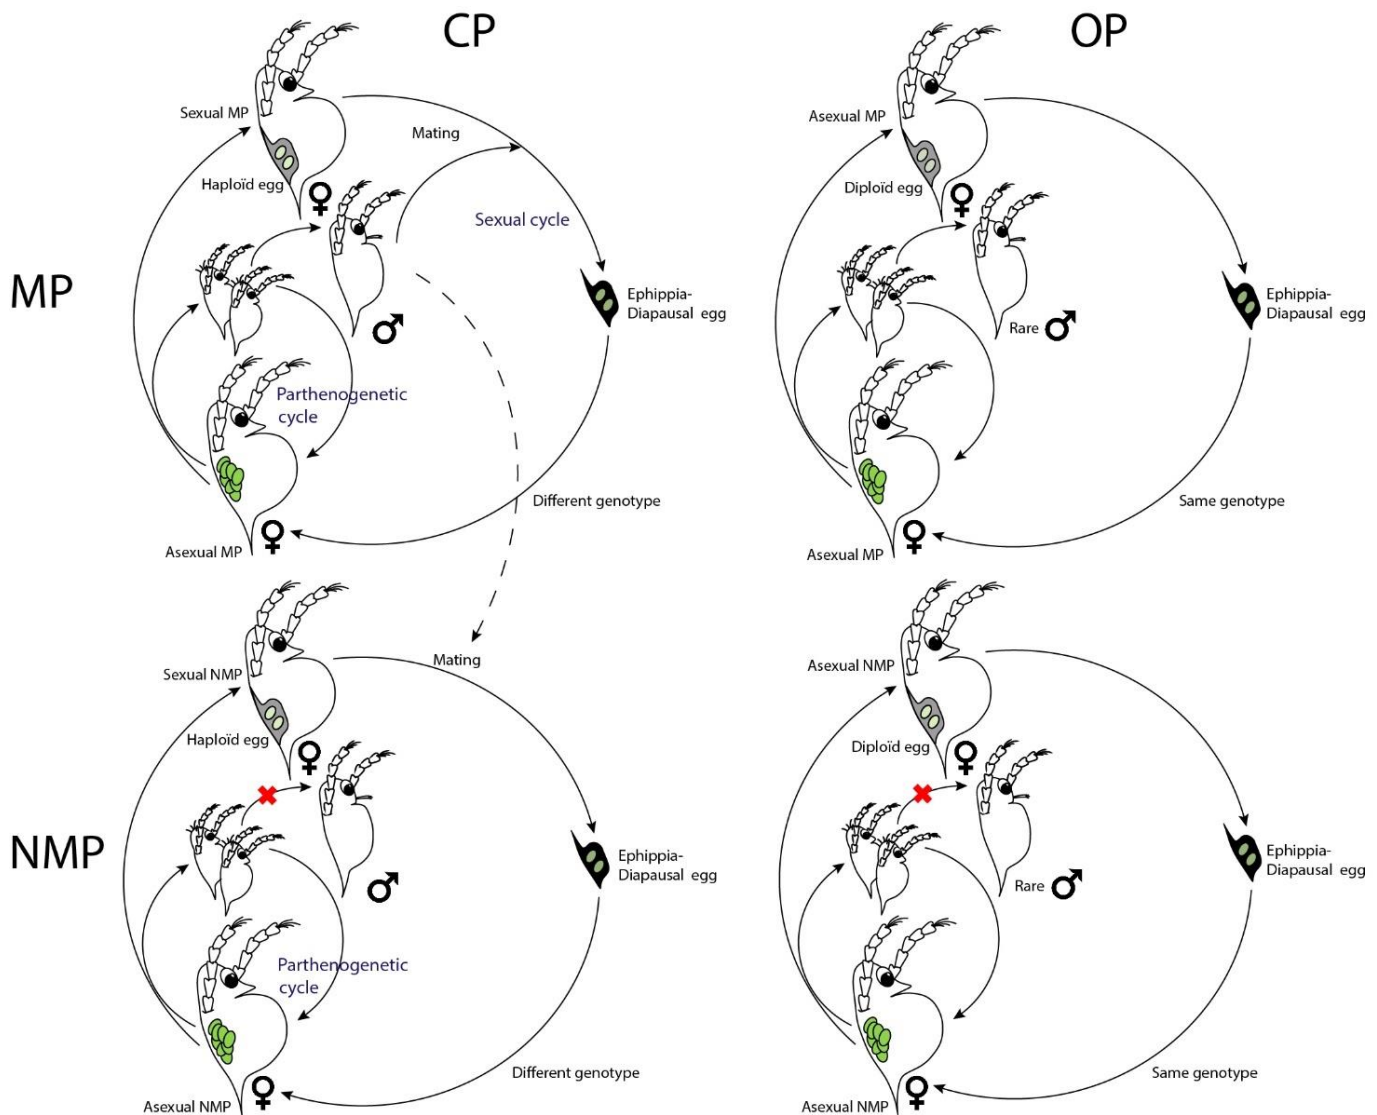 CP
OP
MP
Sexual MP
Mating
Haploïd egg
Sexual cycle
Ephippia-
Diapausal egg
Parthenogenetic
cycle
Different genotype
Asexual MP
Asexual MP
Diploïd egg
Rare
Ephippia-
Diapausal egg
Same genotype
Asexual MP
NMP
Sexual NMP
Mating
Haploïd egg
Ephippia-
Diapausal egg
Parthenogenetic
cycle
Different genotype
Asexual NMP
Asexual NMP
Diploïd egg
Rare
Ephippia-
Diapausal egg
Same genotype
Asexual NMP